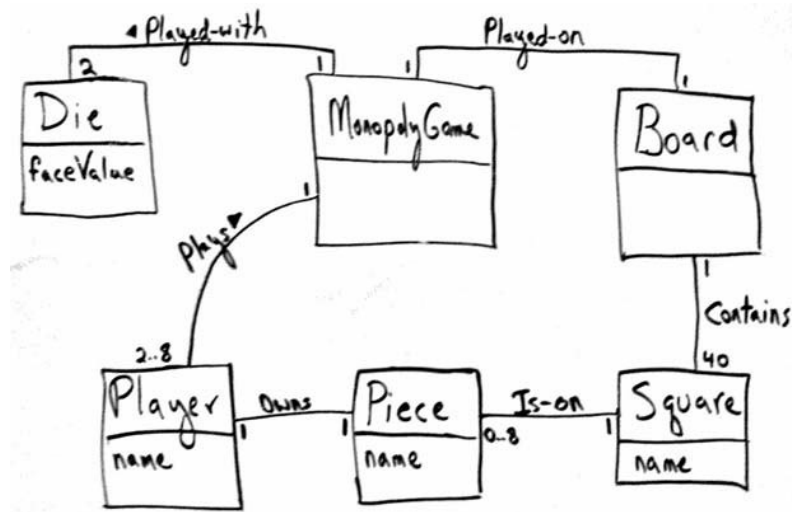 ◄ Played-with
Played-on
2
1
1
1
Die
faceValue
MonopolyGame
Board
1
Plays ▲
1
Contains
2..8
40
Player
name
Owns
1
1
Piece
name
Is-on
0..8
1
Square
name